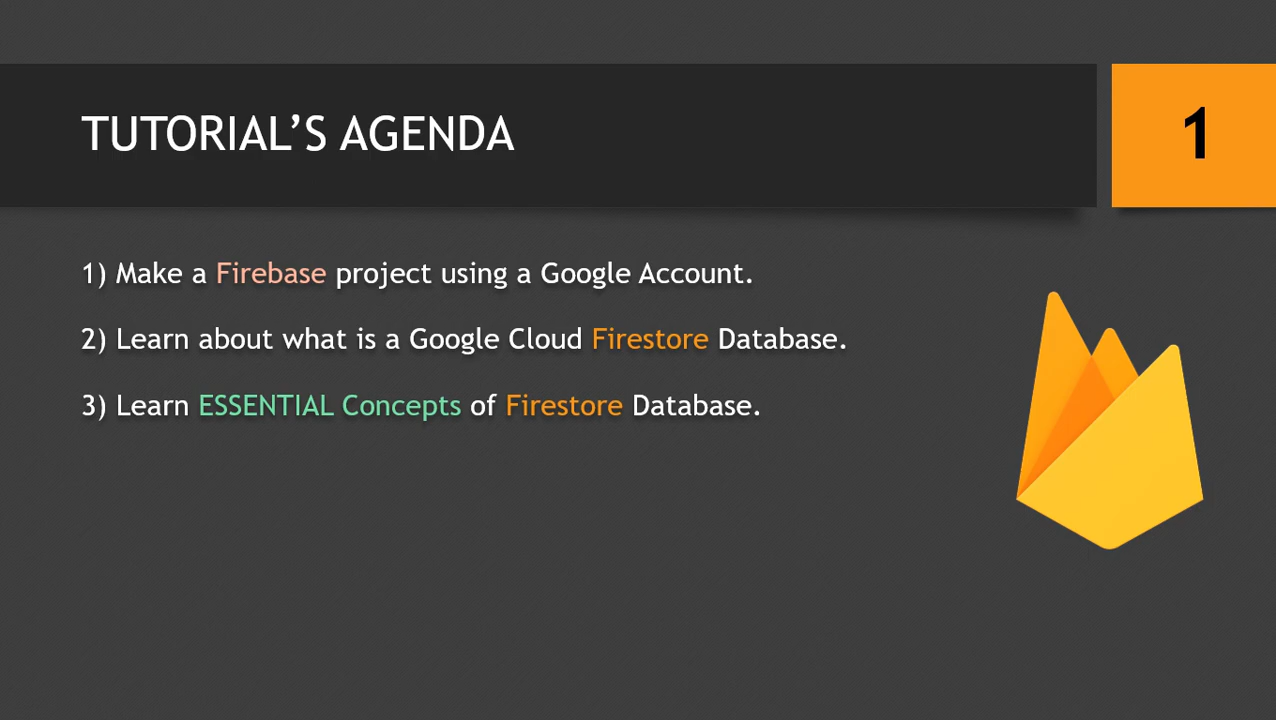 TUTORIAL’S AGENDA
1
1) Make a Firebase project using a Google Account.
2) Learn about what is a Google Cloud Firestore Database.
3) Learn ESSENTIAL Concepts of Firestore Database.